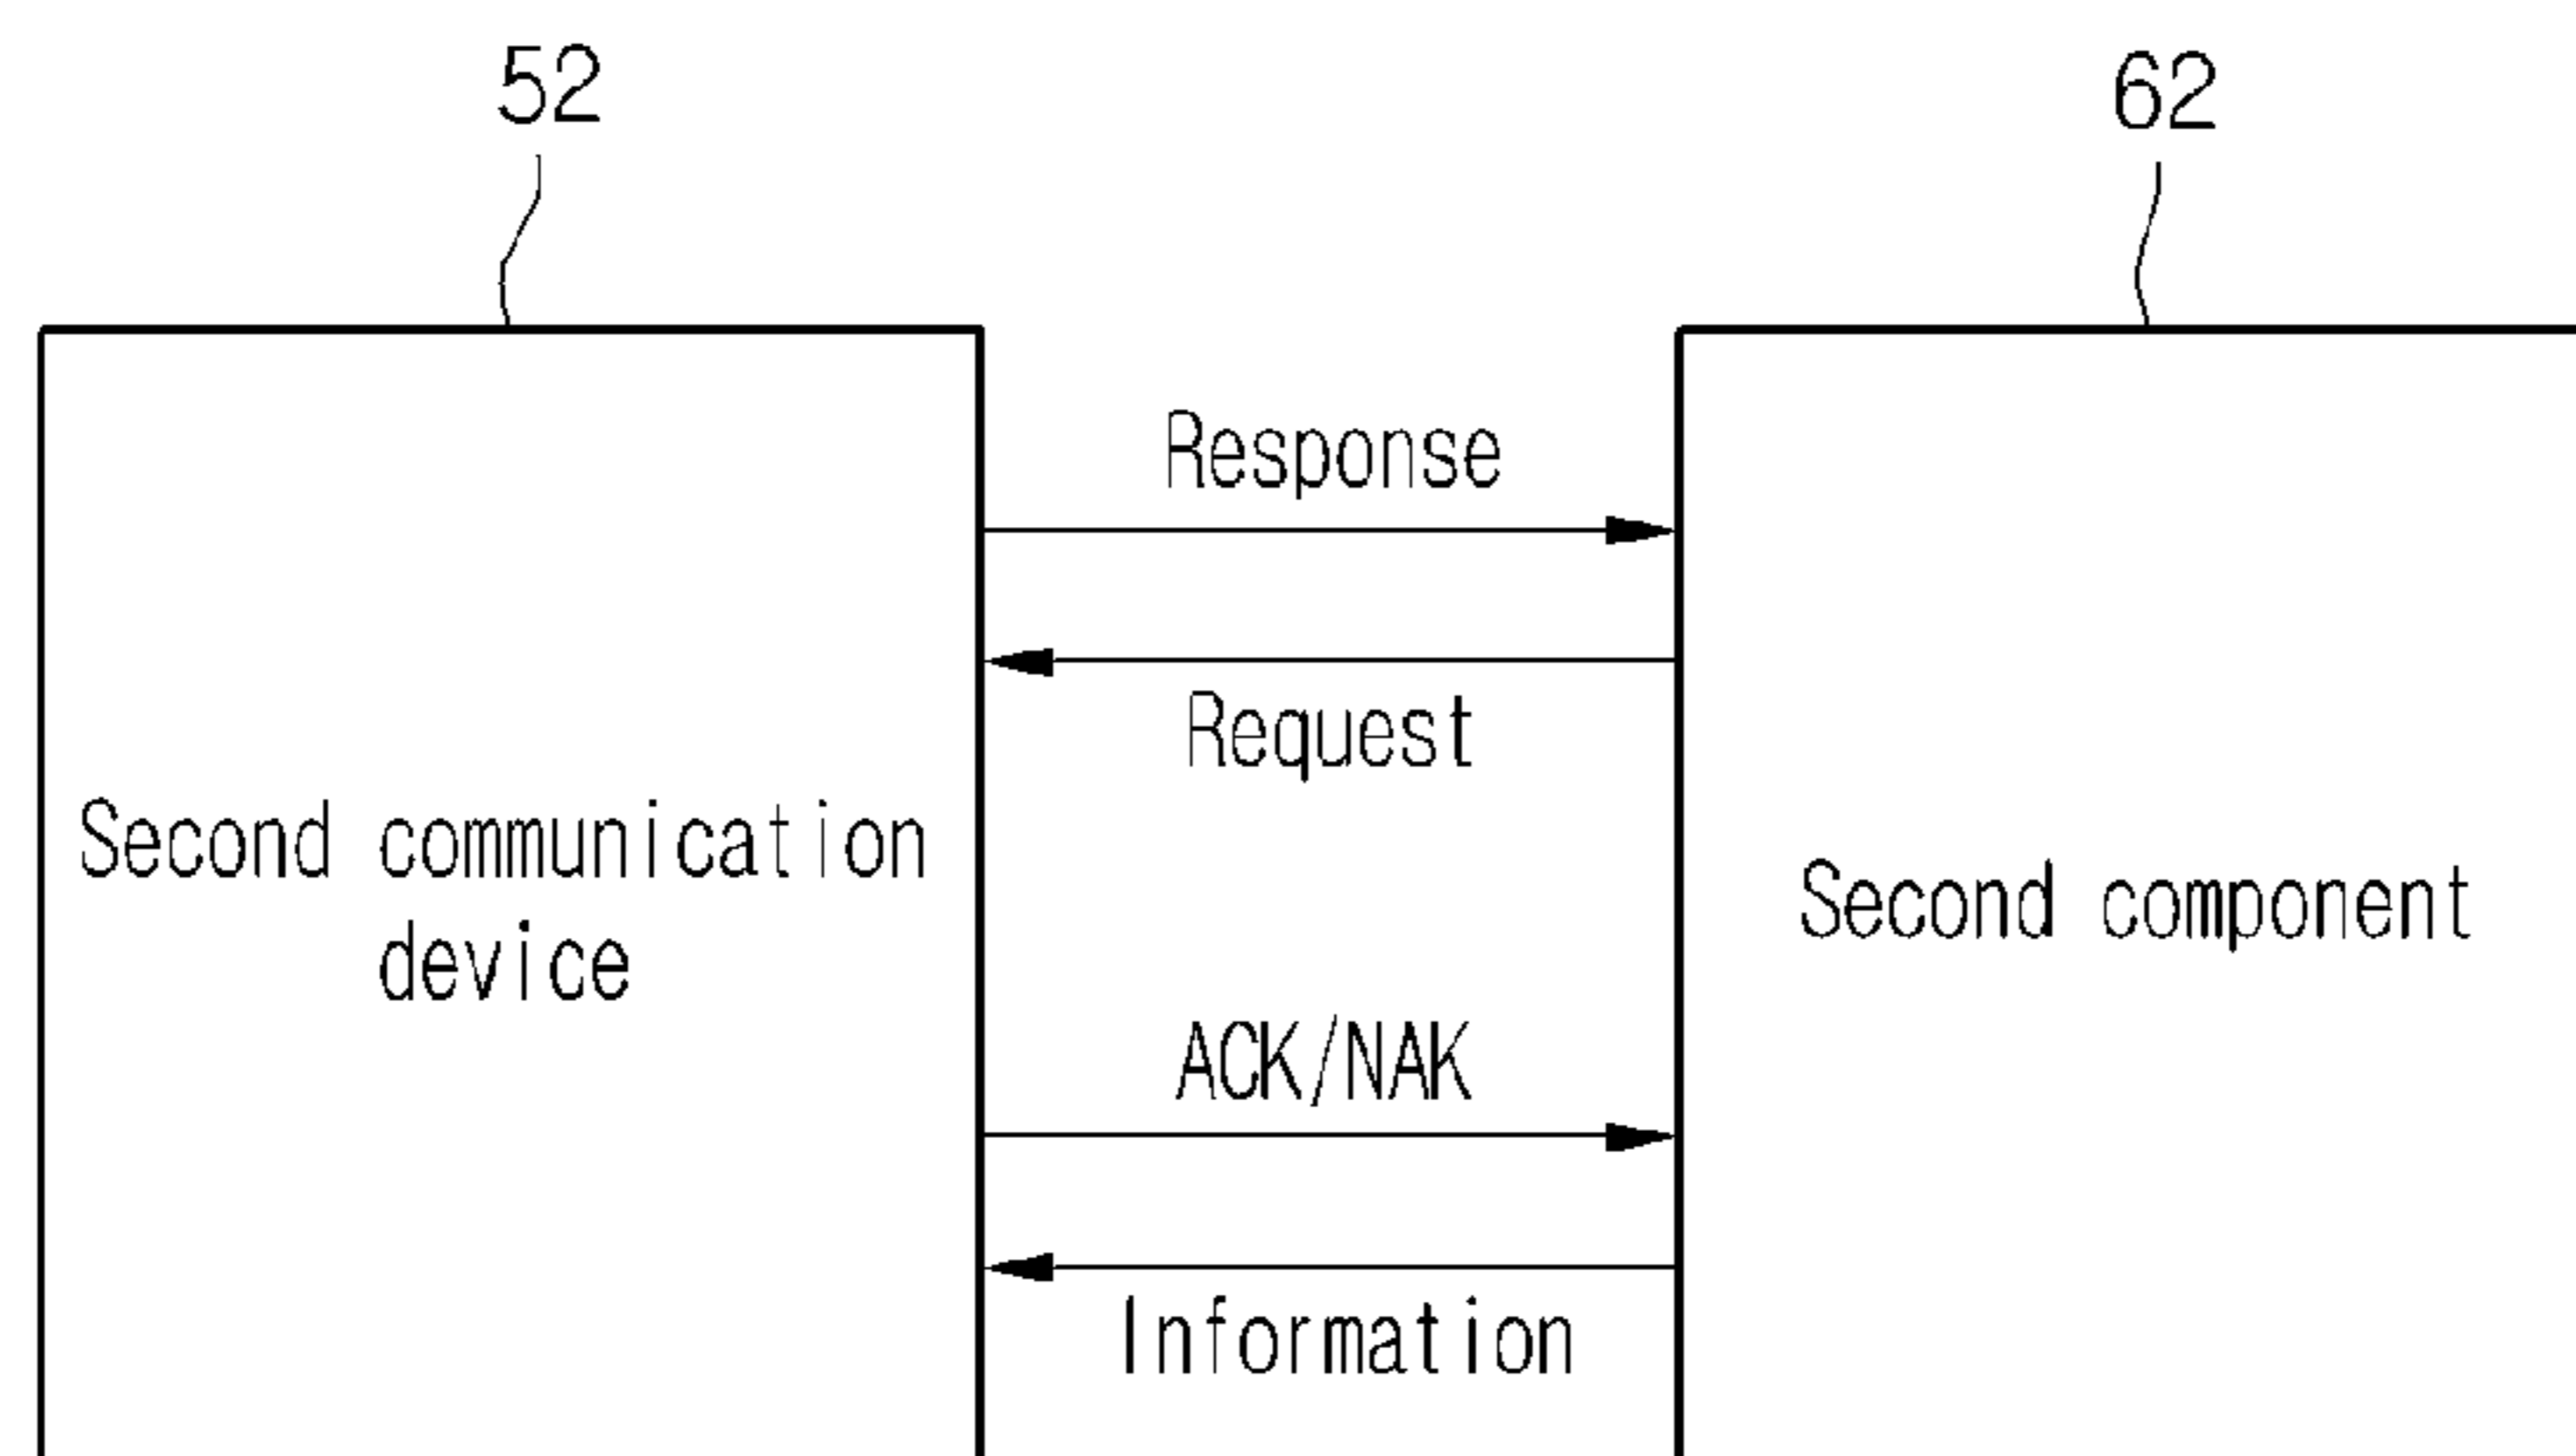 52
62
Response
Request
Second communication
device
Second component
ACK/NAK
Information